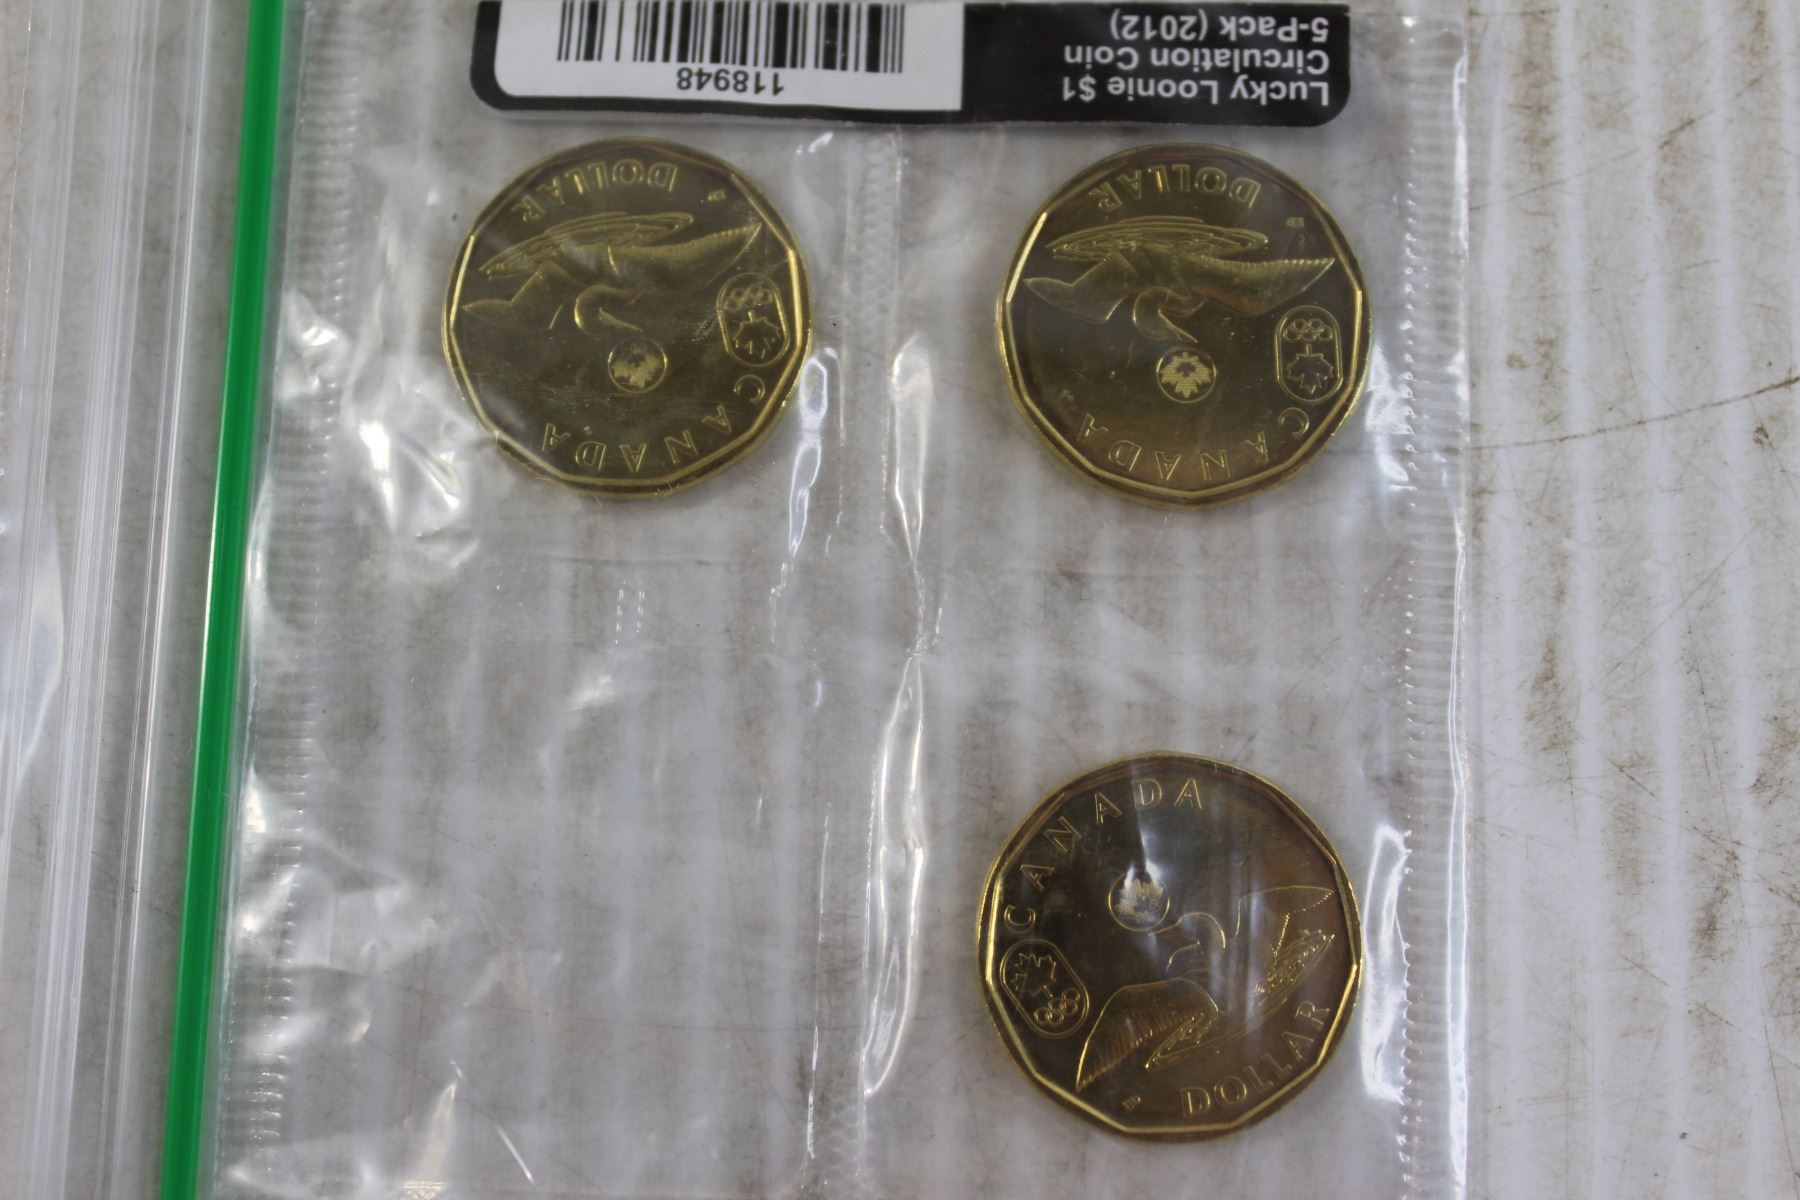 Lucky Loonie $1
Circulation Coin
5-Pack (2012)
118948
CANADA
DOLLAR
CANADA
DOLLAR
CANADA
DOLLAR